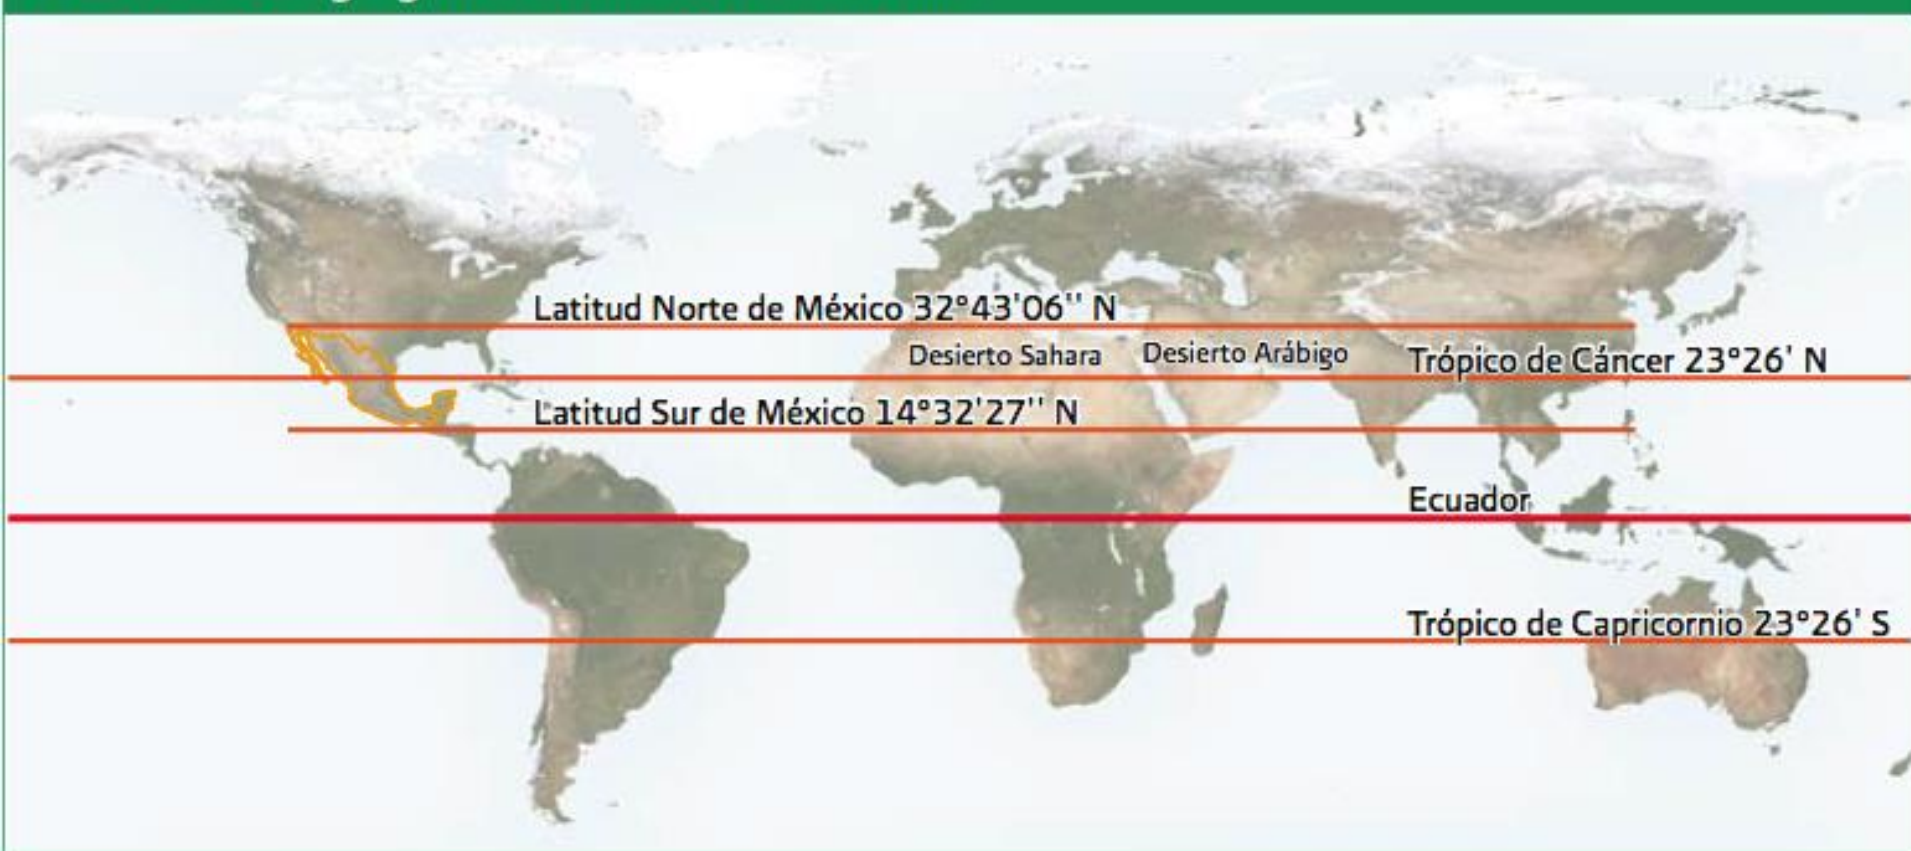 Latitud Norte de México 32°43'06'' N
Desierto Sahara
Desierto Arábigo
Trópico de Cáncer 23°26' N
Latitud Sur de México 14°32'27'' N
Ecuador
Trópico de Capricornio 23°26' S